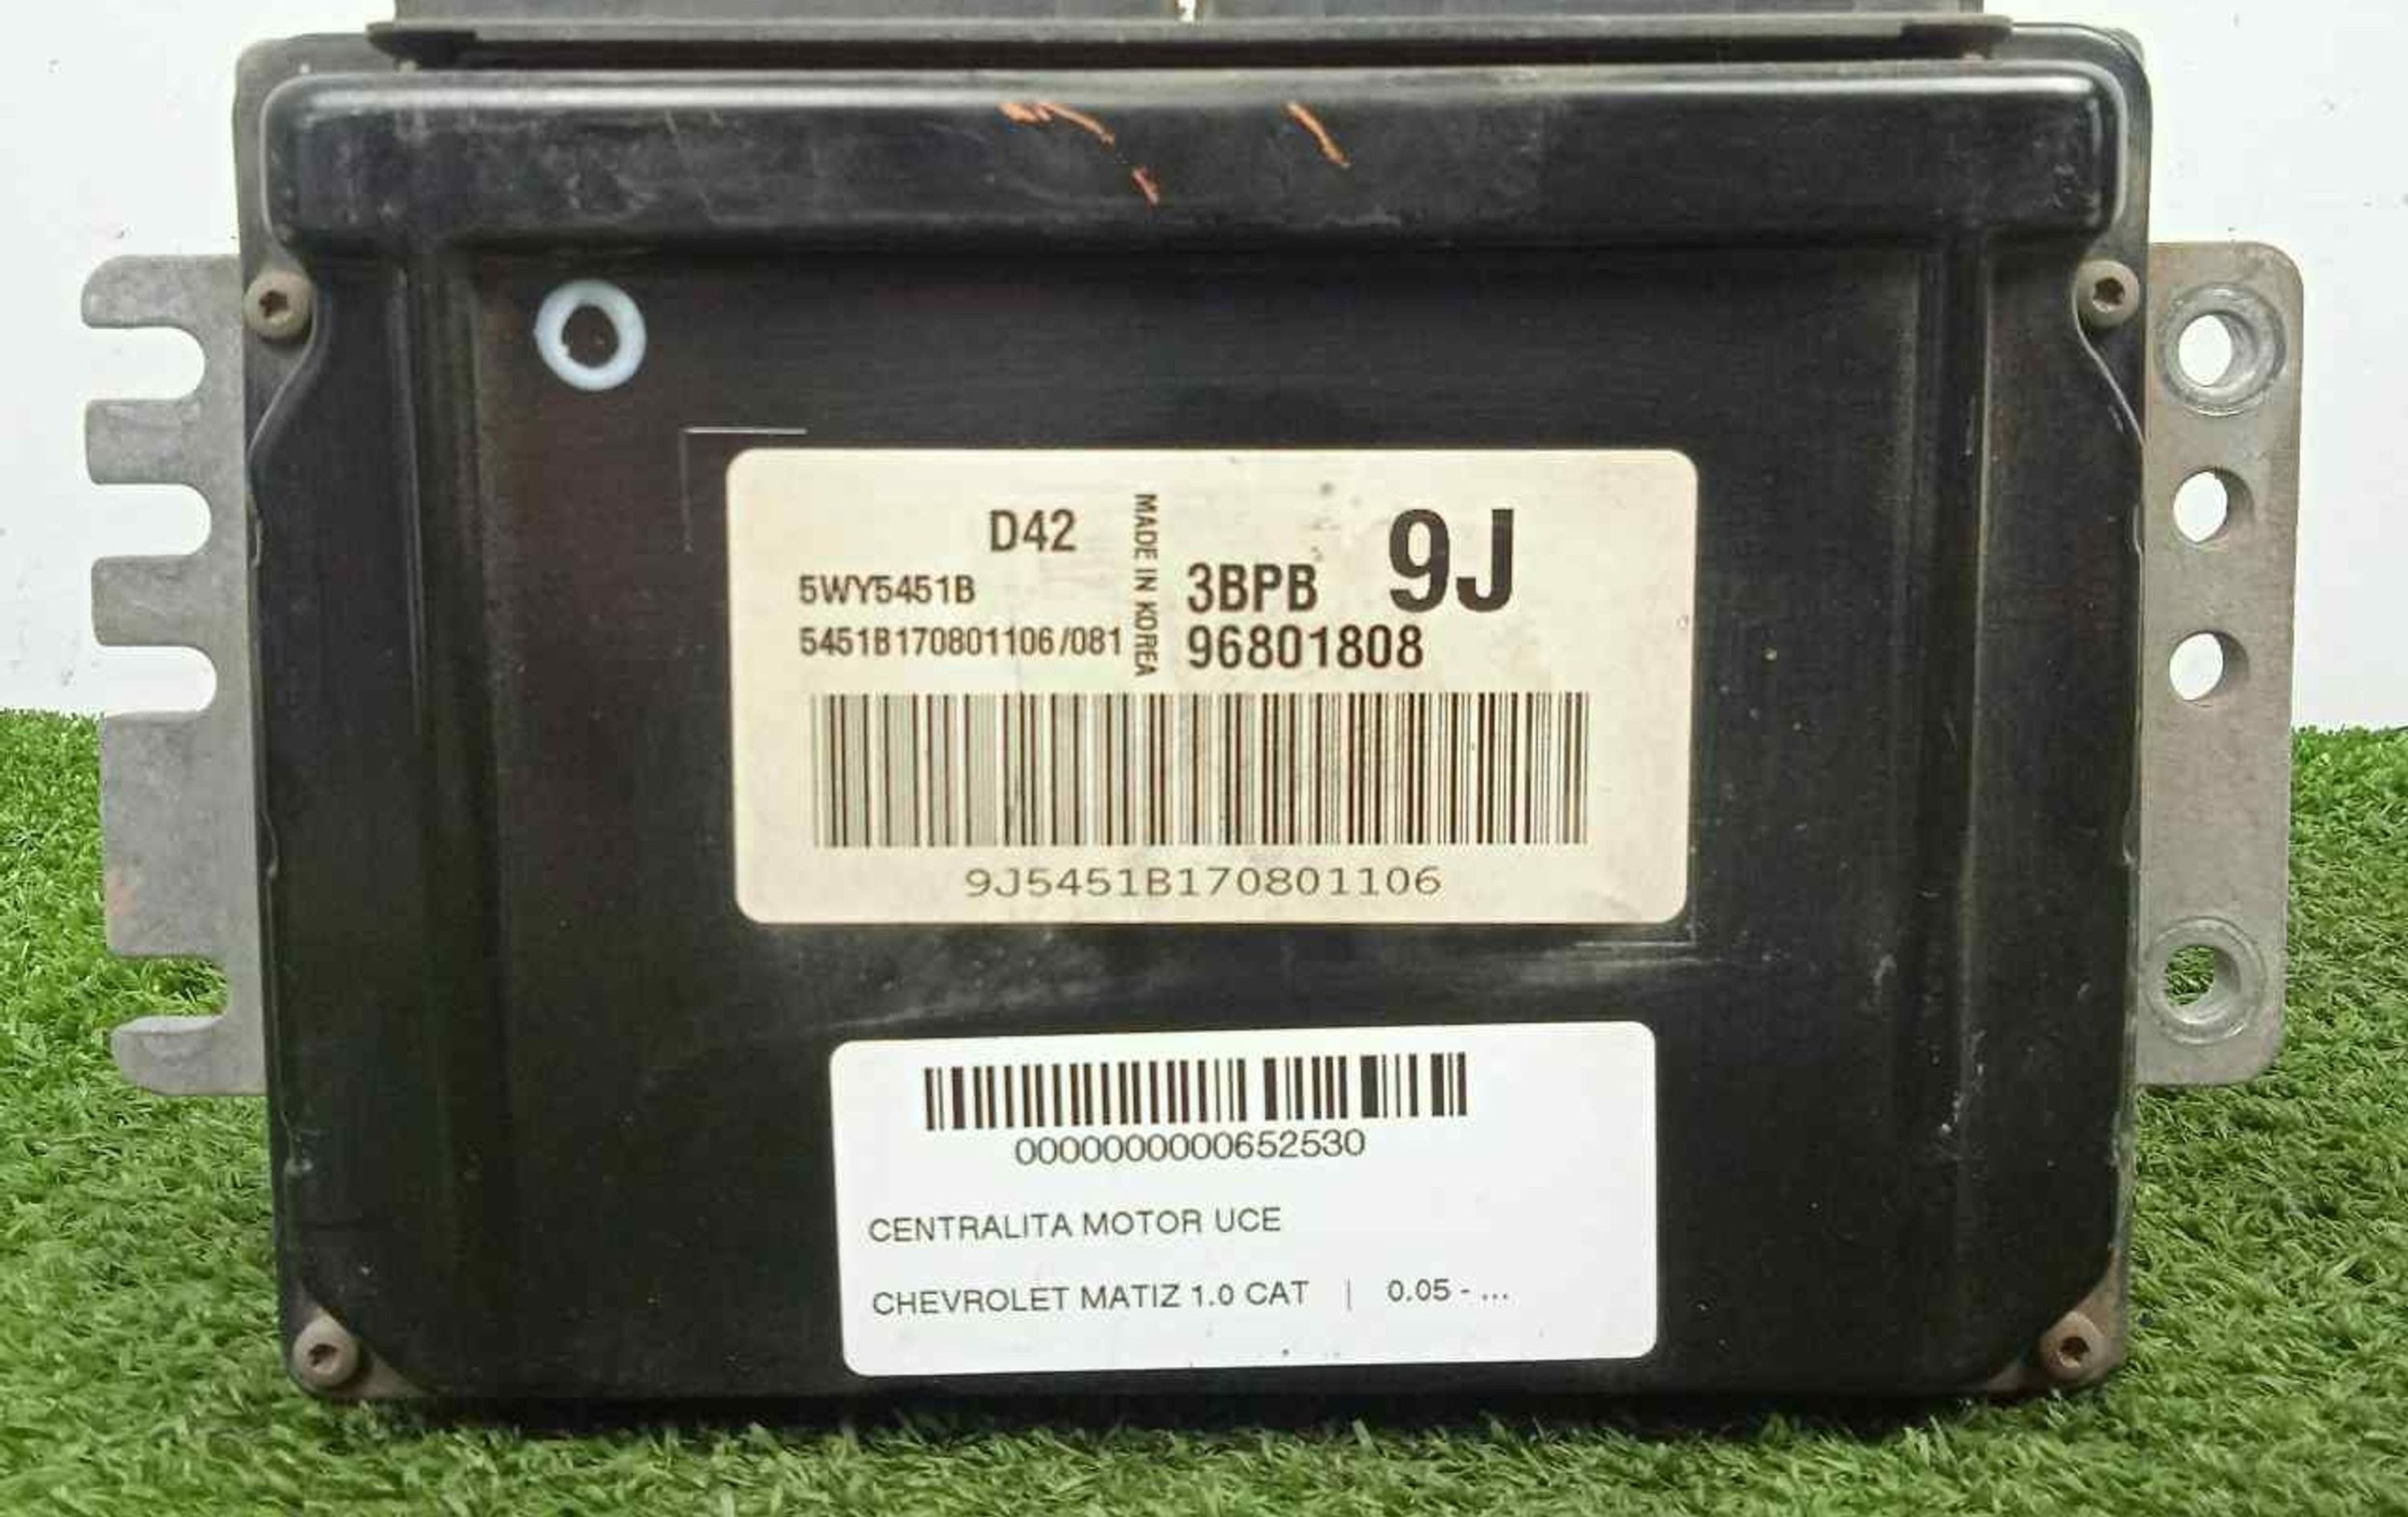 D42
5WY5451B
5451B170801106/081
MADE IN KOREA
3BPB 9J
96801808
9J5451B170801106
0000000000652530
CENTRALITA MOTOR UCE
CHEVROLET MATIZ 1.0 CAT | 0.05 - ...